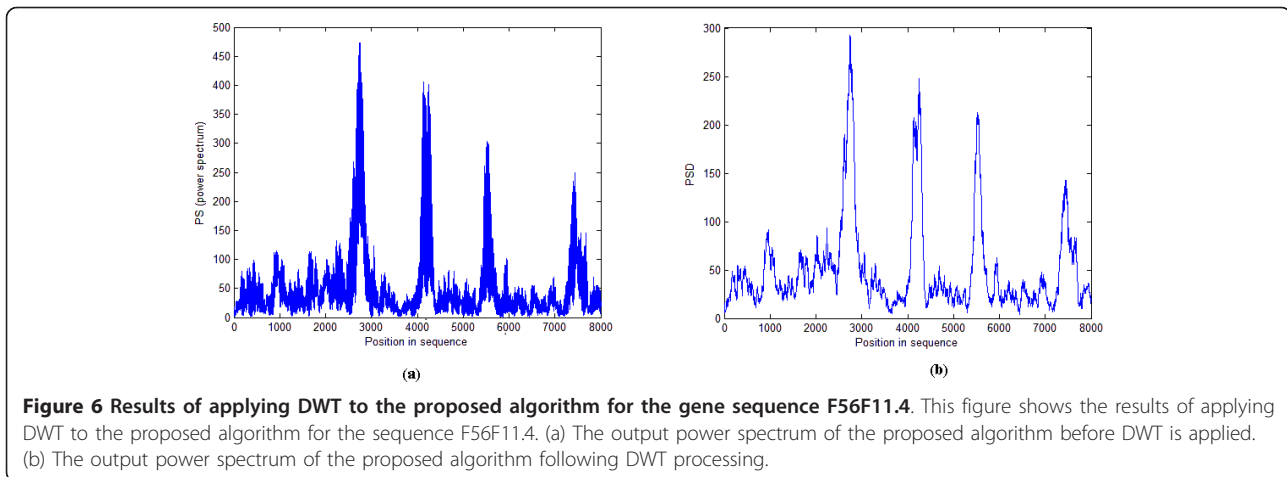 500
450
400
350
300
250
200
150
100
50
0
PS (power spectrum)
0 1000 2000 3000 4000 5000 6000 7000 8000
Position in sequence
(a)
300
250
200
150
100
50
0
PSD
0 1000 2000 3000 4000 5000 6000 7000 8000
Position in sequence
(b)
Figure 6 Results of applying DWT to the proposed algorithm for the gene sequence F56F11.4. This figure shows the results of applying
DWT to the proposed algorithm for the sequence F56F11.4. (a) The output power spectrum of the proposed algorithm before DWT is applied.
(b) The output power spectrum of the proposed algorithm following DWT processing.